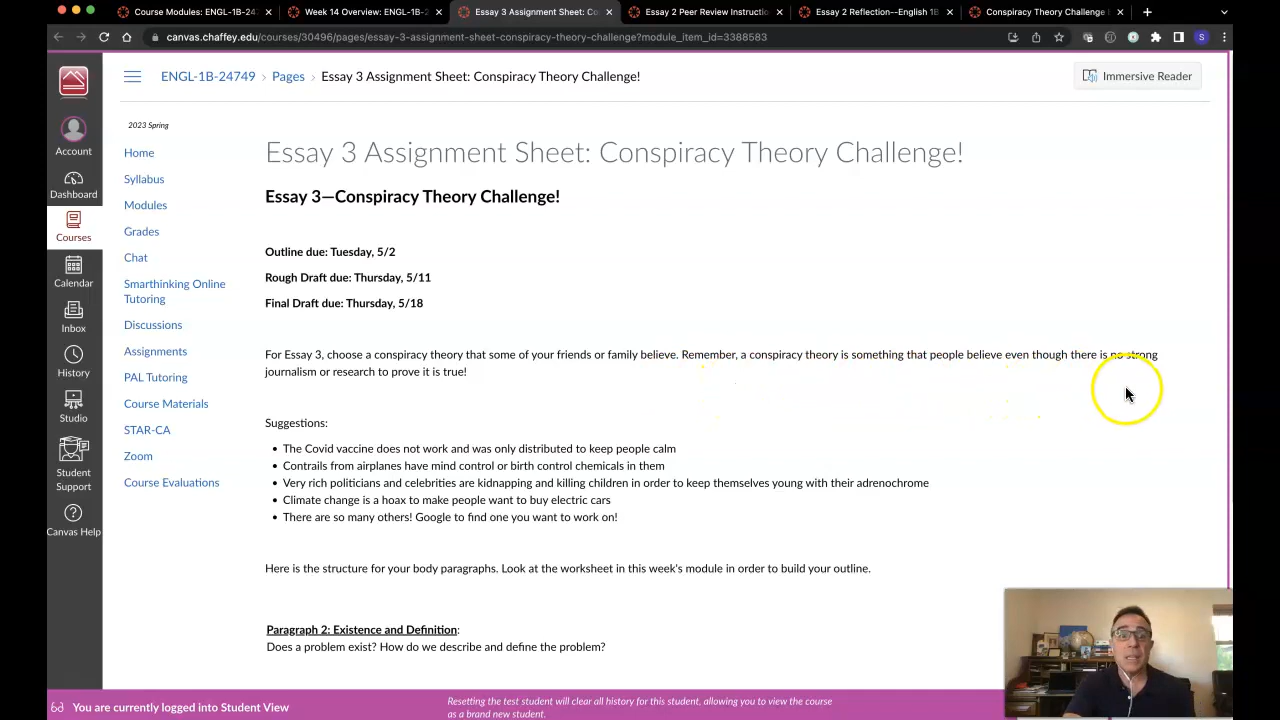 Course Modules: ENGL-1B-24
Week 14 Overview: ENGL-1B-2
Essay 3 Assignment Sheet: Co
Essay 2 Peer Review Instructio
Essay 2 Reflection--English 1B
Conspiracy Theory Challenge
canvas.chaffey.edu/courses/30496/pages/essay-3-assignment-sheet-conspiracy-theory-challenge?module_item_id=3388583
S
ENGL-1B-24749 › Pages › Essay 3 Assignment Sheet: Conspiracy Theory Challenge!
Immersive Reader
Account
Dashboard
Courses
Calendar
Inbox
History
Studio
Student
Support
Canvas Help
2023 Spring
Home
Syllabus
Modules
Grades
Chat
Smarthinking Online
Tutoring
Discussions
Assignments
PAL Tutoring
Course Materials
STAR-CA
Zoom
Course Evaluations
Essay 3 Assignment Sheet: Conspiracy Theory Challenge!
Essay 3—Conspiracy Theory Challenge!
Outline due: Tuesday, 5/2
Rough Draft due: Thursday, 5/11
Final Draft due: Thursday, 5/18
For Essay 3, choose a conspiracy theory that some of your friends or family believe. Remember, a conspiracy theory is something that people believe even though there is no strong
journalism or research to prove it is true!
Suggestions:
• The Covid vaccine does not work and was only distributed to keep people calm
• Contrails from airplanes have mind control or birth control chemicals in them
• Very rich politicians and celebrities are kidnapping and killing children in order to keep themselves young with their adrenochrome
• Climate change is a hoax to make people want to buy electric cars
• There are so many others! Google to find one you want to work on!
Here is the structure for your body paragraphs. Look at the worksheet in this week's module in order to build your outline.
Paragraph 2: Existence and Definition:
Does a problem exist? How do we describe and define the problem?
You are currently logged into Student View
Resetting the test student will clear all history for this student, allowing you to view the course
as a brand new student.